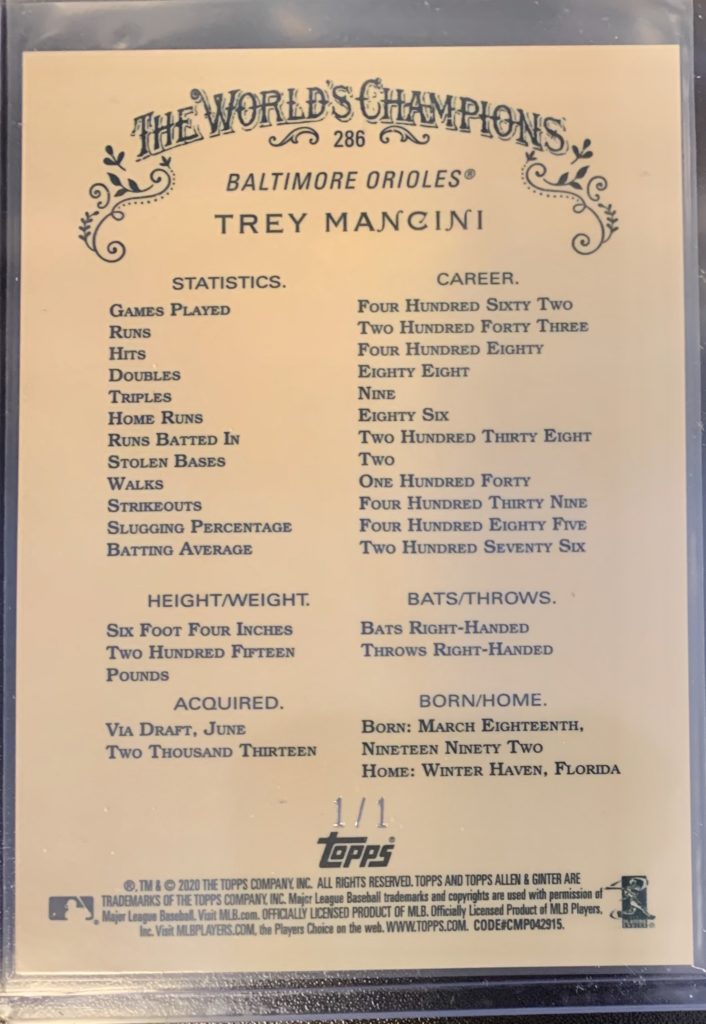 THE WORLD'S CHAMPIONS
286
BALTIMORE ORIOLES®
TREY MANCINI
STATISTICS. CAREER.
GAMES PLAYED FOUR HUNDRED SIXTY TWO
RUNS TWO HUNDRED FORTY THREE
HITS FOUR HUNDRED EIGHTY
DOUBLES EIGHTY EIGHT
TRIPLES NINE
HOME RUNS EIGHTY SIX
RUNS BATTED IN TWO HUNDRED THIRTY EIGHT
STOLEN BASES TWO
WALKS ONE HUNDRED FORTY
STRIKEOUTS FOUR HUNDRED THIRTY NINE
SLUGGING PERCENTAGE FOUR HUNDRED EIGHTY FIVE
BATTING AVERAGE TWO HUNDRED SEVENTY SIX
HEIGHT/WEIGHT.
SIX FOOT FOUR INCHES
TWO HUNDRED FIFTEEN
POUNDS
BATS/THROWS.
BATS RIGHT-HANDED
THROWS RIGHT-HANDED
ACQUIRED.
VIA DRAFT, JUNE
TWO THOUSAND THIRTEEN
BORN/HOME.
BORN: MARCH EIGHTEENTH,
NINETEEN NINETY TWO
HOME: WINTER HAVEN, FLORIDA
1/1
TOPPS®
®, TM & © 2020 THE TOPPS COMPANY, INC. ALL RIGHTS RESERVED. TOPPS AND TOPPS ALLEN & GINTER ARE
TRADEMARKS OF THE TOPPS COMPANY, INC. Major League Baseball trademarks and copyrights are used with permission of
Major League Baseball. Visit MLB.com. OFFICIALLY LICENSED PRODUCT OF MLB. Officially Licensed Product of MLB Players,
Inc. Visit MLBPLAYERS.COM, the Players Choice on the web. WWW.TOPPS.COM. CODE#CMP042915.